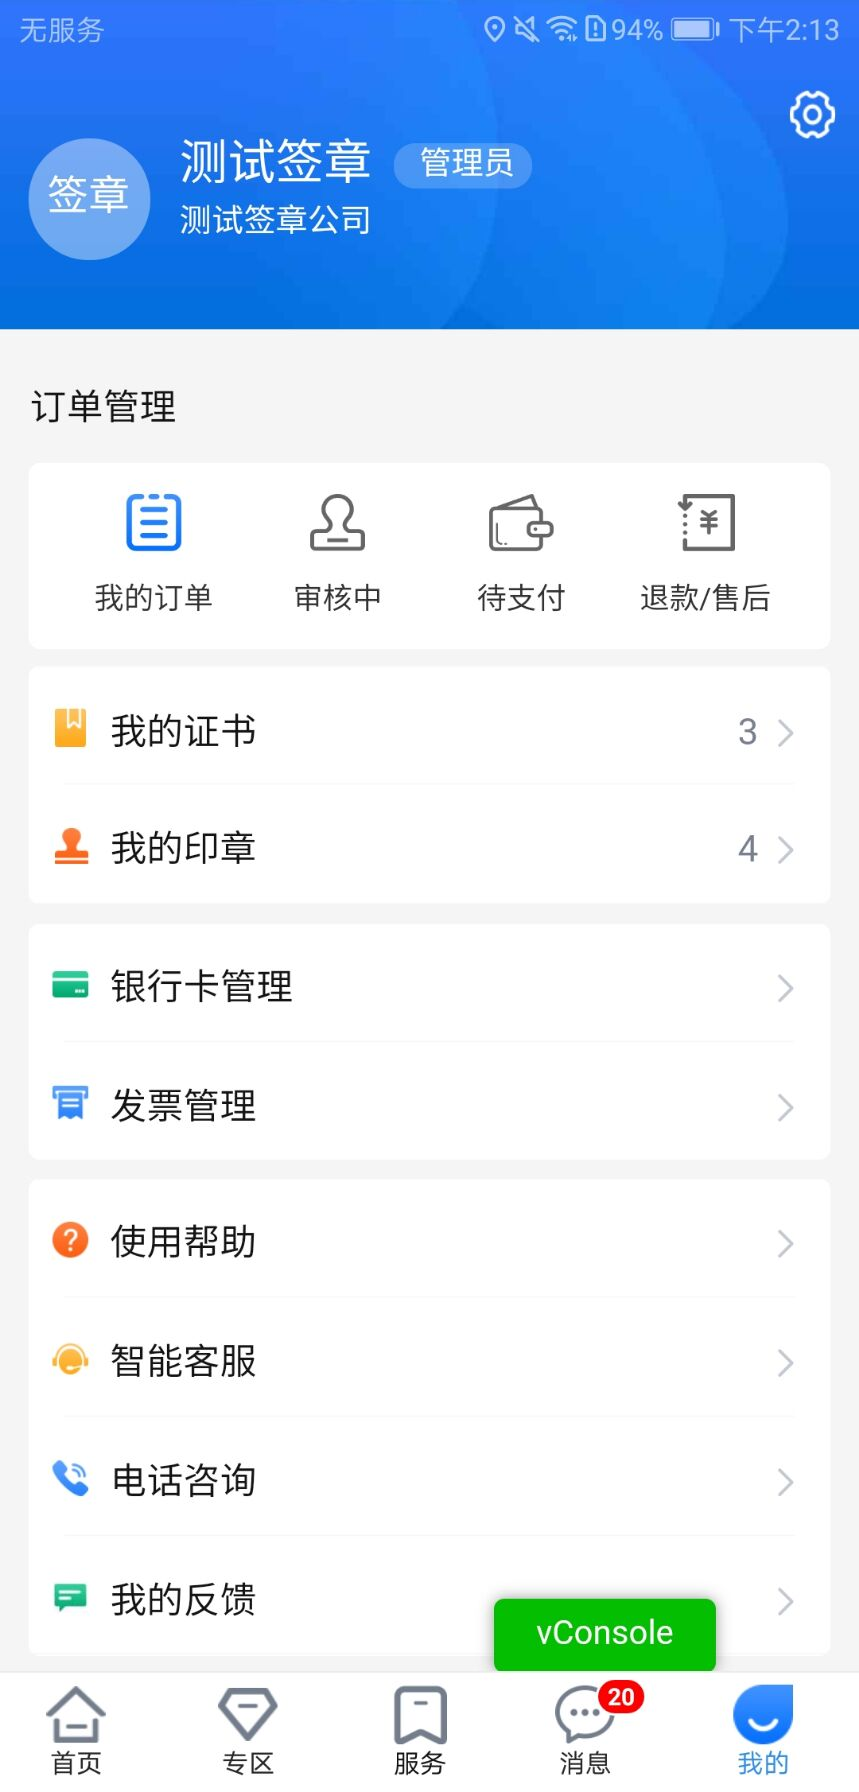 无服务 94% 下午2:13
签章
测试签章 管理员
测试签章公司
订单管理
我的订单 审核中 待支付 退款/售后
我的证书 3
我的印章 4
银行卡管理
发票管理
使用帮助
智能客服
电话咨询
我的反馈
vConsole
20
首页 专区 服务 消息 我的